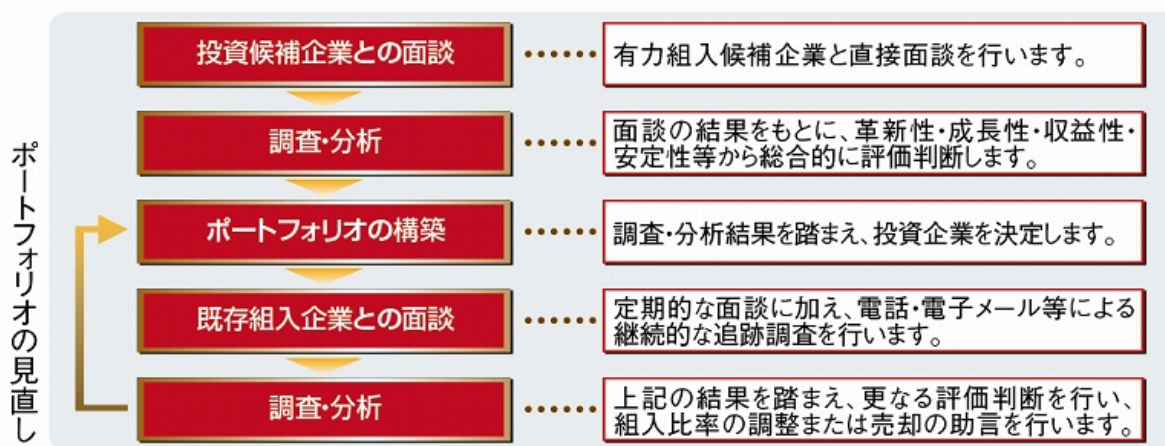 投資候補企業との面談
有力組入候補企業と直接面談を行います。
調査・分析
面談の結果をもとに、革新性・成長性・収益性・
安定性等から総合的に評価判断します。
ポートフォリオの構築
調査・分析結果を踏まえ、投資企業を決定します。
既存組入企業との面談
定期的な面談に加え、電話・電子メール等による
継続的な追跡調査を行います。
調査・分析
上記の結果を踏まえ、更なる評価判断を行い、
組入比率の調整または売却の助言を行います。
ポートフォリオの見直し